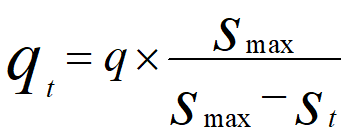 q_t = q × S_max / (S_max − S_t)